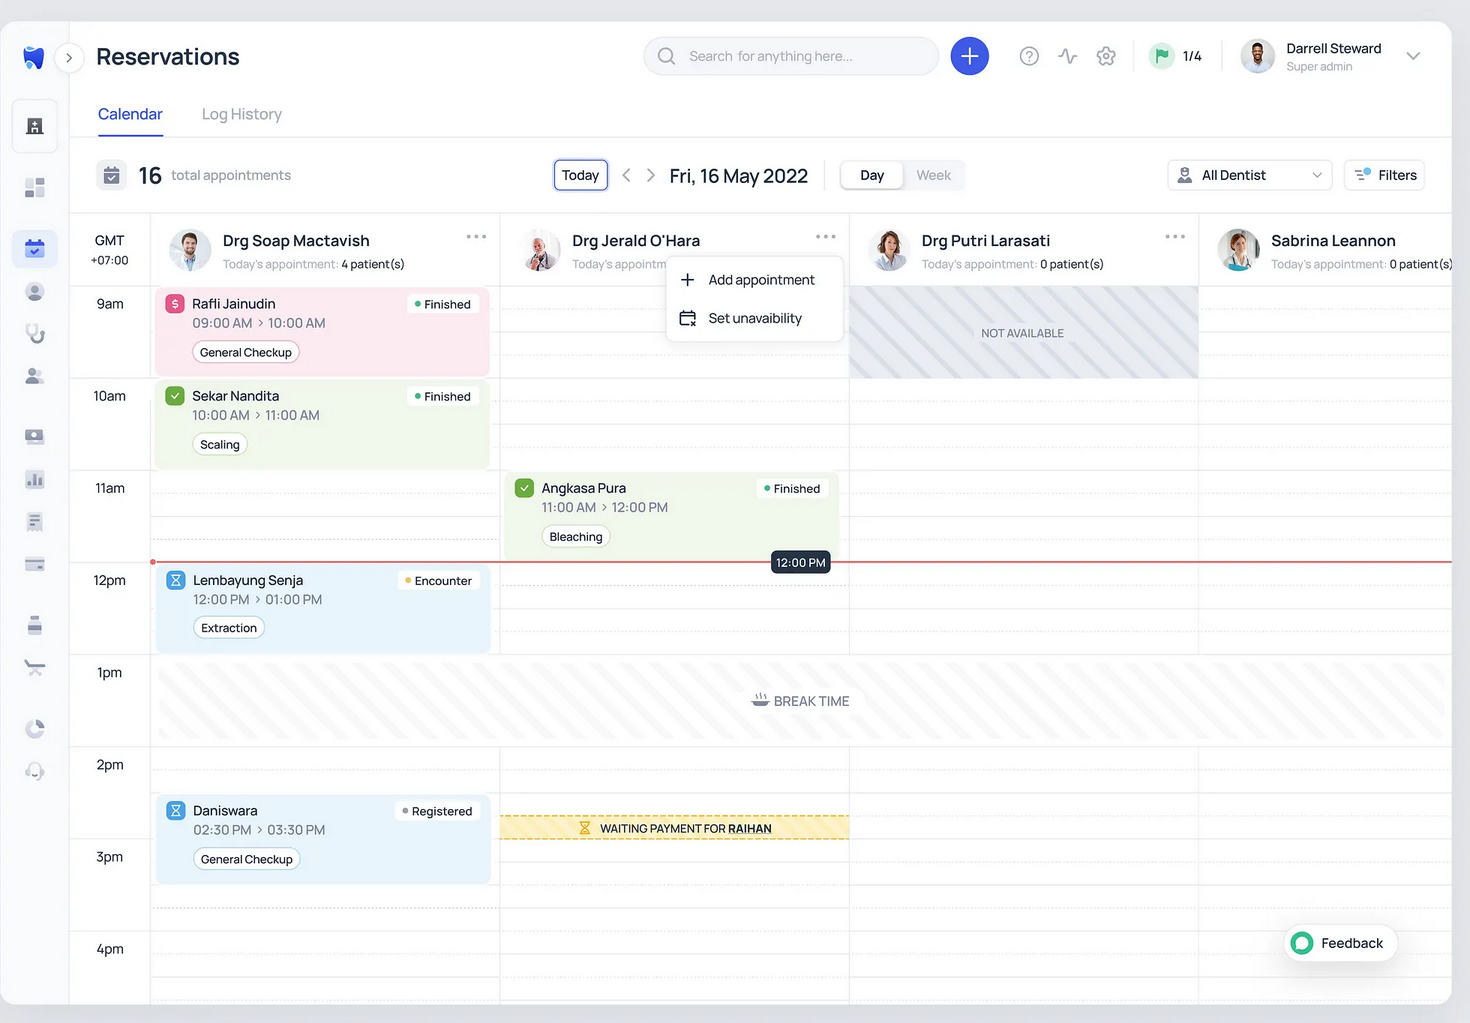 Reservations
Search for anything here...
1/4
Darrell Steward
Super admin
Calendar
Log History
16 total appointments
Today
Fri, 16 May 2022
Day
Week
All Dentist
Filters
GMT
+07:00
Drg Soap Mactavish
Today's appointment: 4 patient(s)
Drg Jerald O'Hara
Today's appointm
Add appointment
Set unavaibility
Drg Putri Larasati
Today's appointment: 0 patient(s)
Sabrina Leannon
Today's appointment: 0 patient(s)
9am
Rafli Jainudin
Finished
09:00 AM > 10:00 AM
General Checkup
NOT AVAILABLE
10am
Sekar Nandita
Finished
10:00 AM > 11:00 AM
Scaling
11am
Angkasa Pura
Finished
11:00 AM > 12:00 PM
Bleaching
12:00 PM
12pm
Lembayung Senja
Encounter
12:00 PM > 01:00 PM
Extraction
1pm
BREAK TIME
2pm
Daniswara
Registered
02:30 PM > 03:30 PM
General Checkup
WAITING PAYMENT FOR RAIHAN
3pm
4pm
Feedback